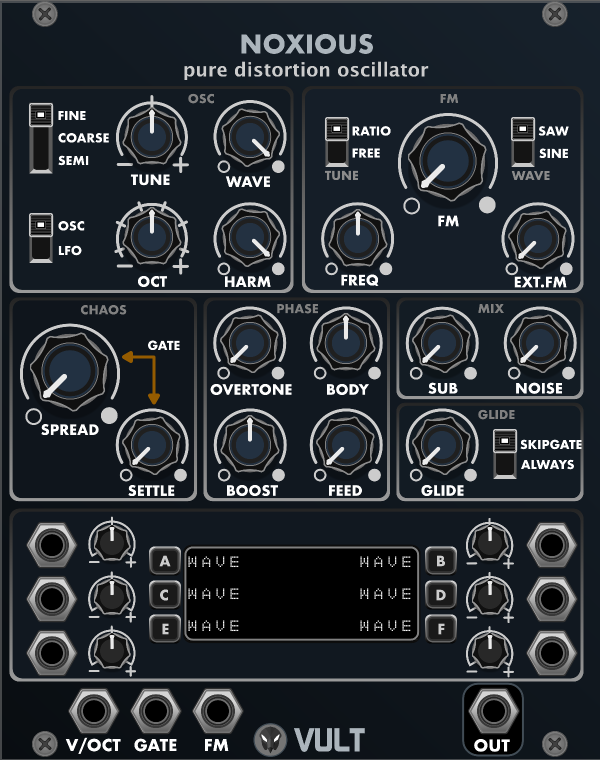 NOXIOUS
pure distortion oscillator
OSC
FINE
COARSE
SEMI
TUNE
WAVE
OSC
LFO
OCT
HARM
FM
RATIO
FREE
TUNE
SAW
SINE
WAVE
FM
FREQ
EXT.FM
CHAOS
GATE
SPREAD
SETTLE
PHASE
OVERTONE
BODY
BOOST
FEED
MIX
SUB
NOISE
GLIDE
SKIPGATE
ALWAYS
GLIDE
A WAVE WAVE B
C WAVE WAVE D
E WAVE WAVE F
V/OCT GATE FM
VULT
OUT